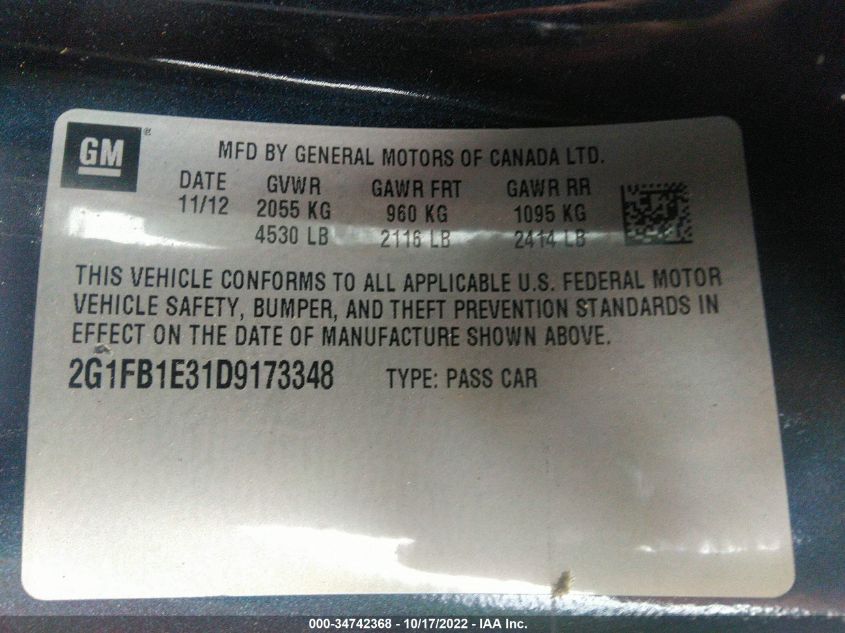 GM ®
MFD BY GENERAL MOTORS OF CANADA LTD.
DATE GVWR GAWR FRT GAWR RR
11/12 2055 KG 960 KG 1095 KG
4530 LB 2116 LB 2414 LB
THIS VEHICLE CONFORMS TO ALL APPLICABLE U.S. FEDERAL MOTOR
VEHICLE SAFETY, BUMPER, AND THEFT PREVENTION STANDARDS IN
EFFECT ON THE DATE OF MANUFACTURE SHOWN ABOVE.
2G1FB1E31D9173348 TYPE: PASS CAR
000-34742368 - 10/17/2022 - IAA Inc.